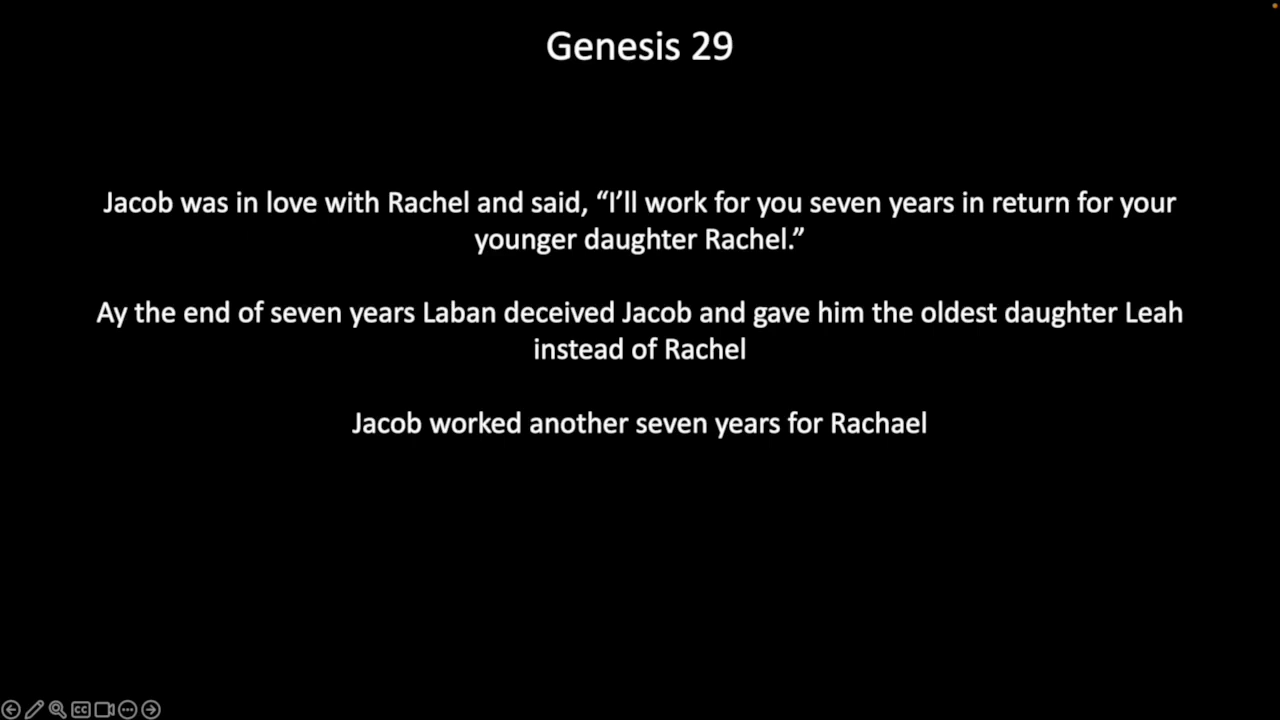 Genesis 29
Jacob was in love with Rachel and said, “I’ll work for you seven years in return for your
younger daughter Rachel.”
Ay the end of seven years Laban deceived Jacob and gave him the oldest daughter Leah
instead of Rachel
Jacob worked another seven years for Rachael
CC